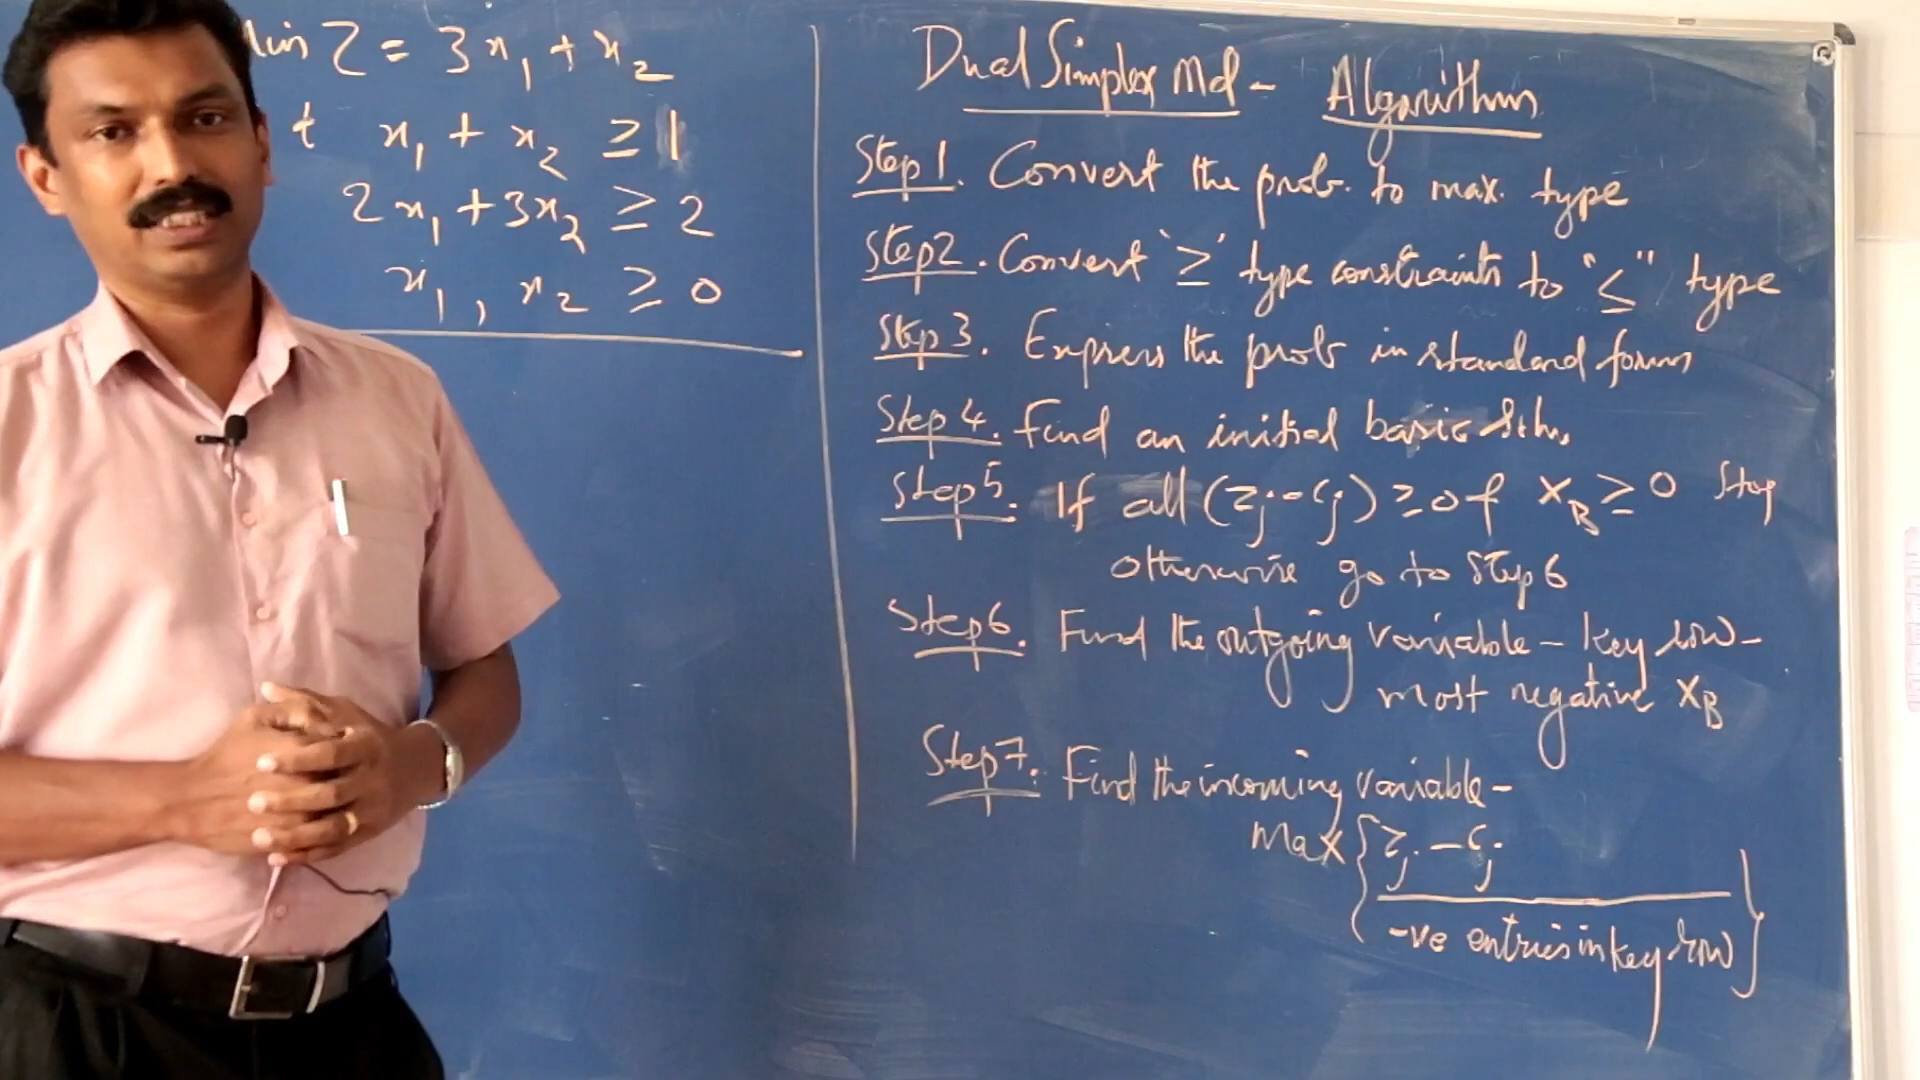 Min Z = 3x₁ + x₂
t x₁ + x₂ ≥ 1
2x₁ + 3x₂ ≥ 2
x₁, x₂ ≥ 0
Dual Simplex Md - Algorithm
Step 1. Convert the prob. to max. type
Step 2. Convert '≥' type constraints to "≤" type
Step 3. Express the prob in standard form
Step 4. Find an initial basic Soln.
Step 5. If all (zj - cj) ≥ 0 & XB ≥ 0 Stop
otherwise go to Step 6
Step 6. Find the outgoing variable - key row -
most negative XB
Step 7. Find the incoming variable -
Max { zj - cj
-ve entries in key row }